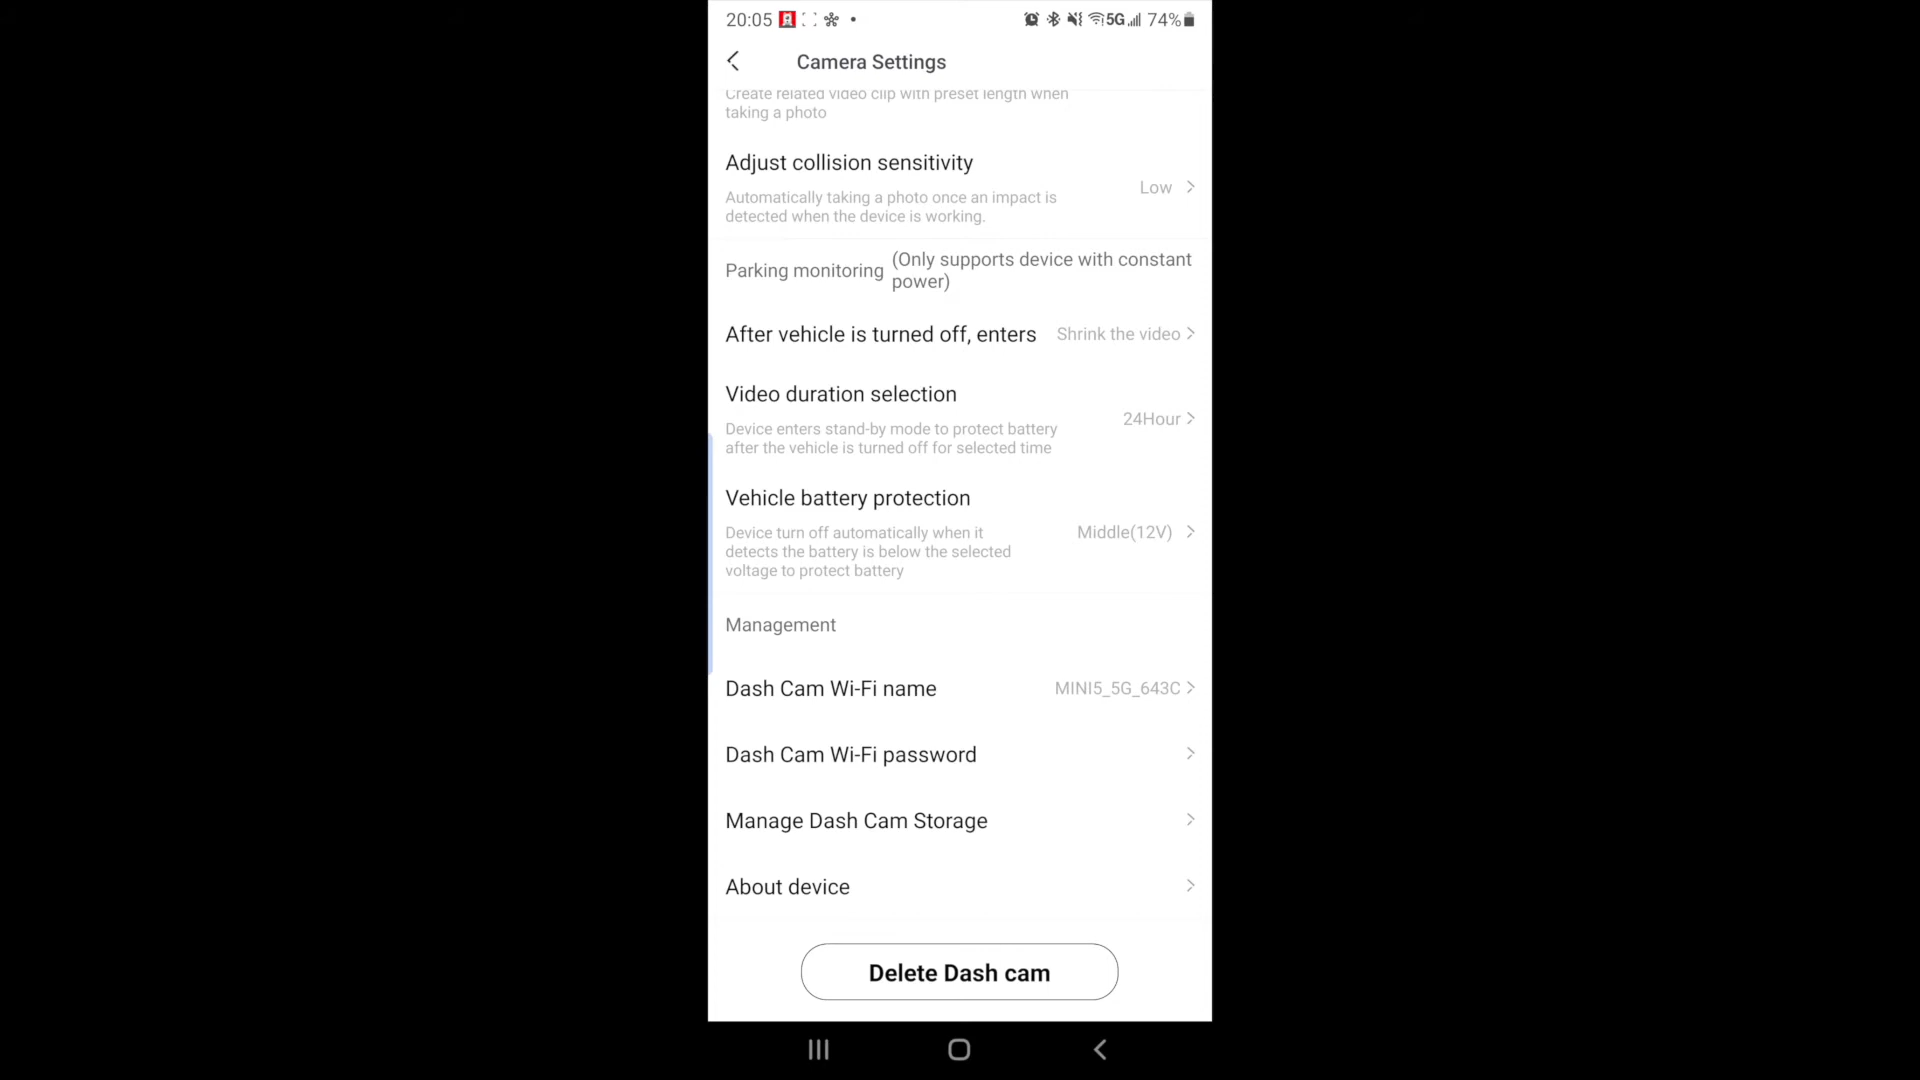 20:05
5G 74%
Camera Settings
Create related video clip with preset length when
taking a photo
Adjust collision sensitivity
Automatically taking a photo once an impact is
detected when the device is working.
Low
Parking monitoring
(Only supports device with constant
power)
After vehicle is turned off, enters
Shrink the video
Video duration selection
Device enters stand-by mode to protect battery
after the vehicle is turned off for selected time
24Hour
Vehicle battery protection
Device turn off automatically when it
detects the battery is below the selected
voltage to protect battery
Middle(12V)
Management
Dash Cam Wi-Fi name
MINI5_5G_643C
Dash Cam Wi-Fi password
Manage Dash Cam Storage
About device
Delete Dash cam